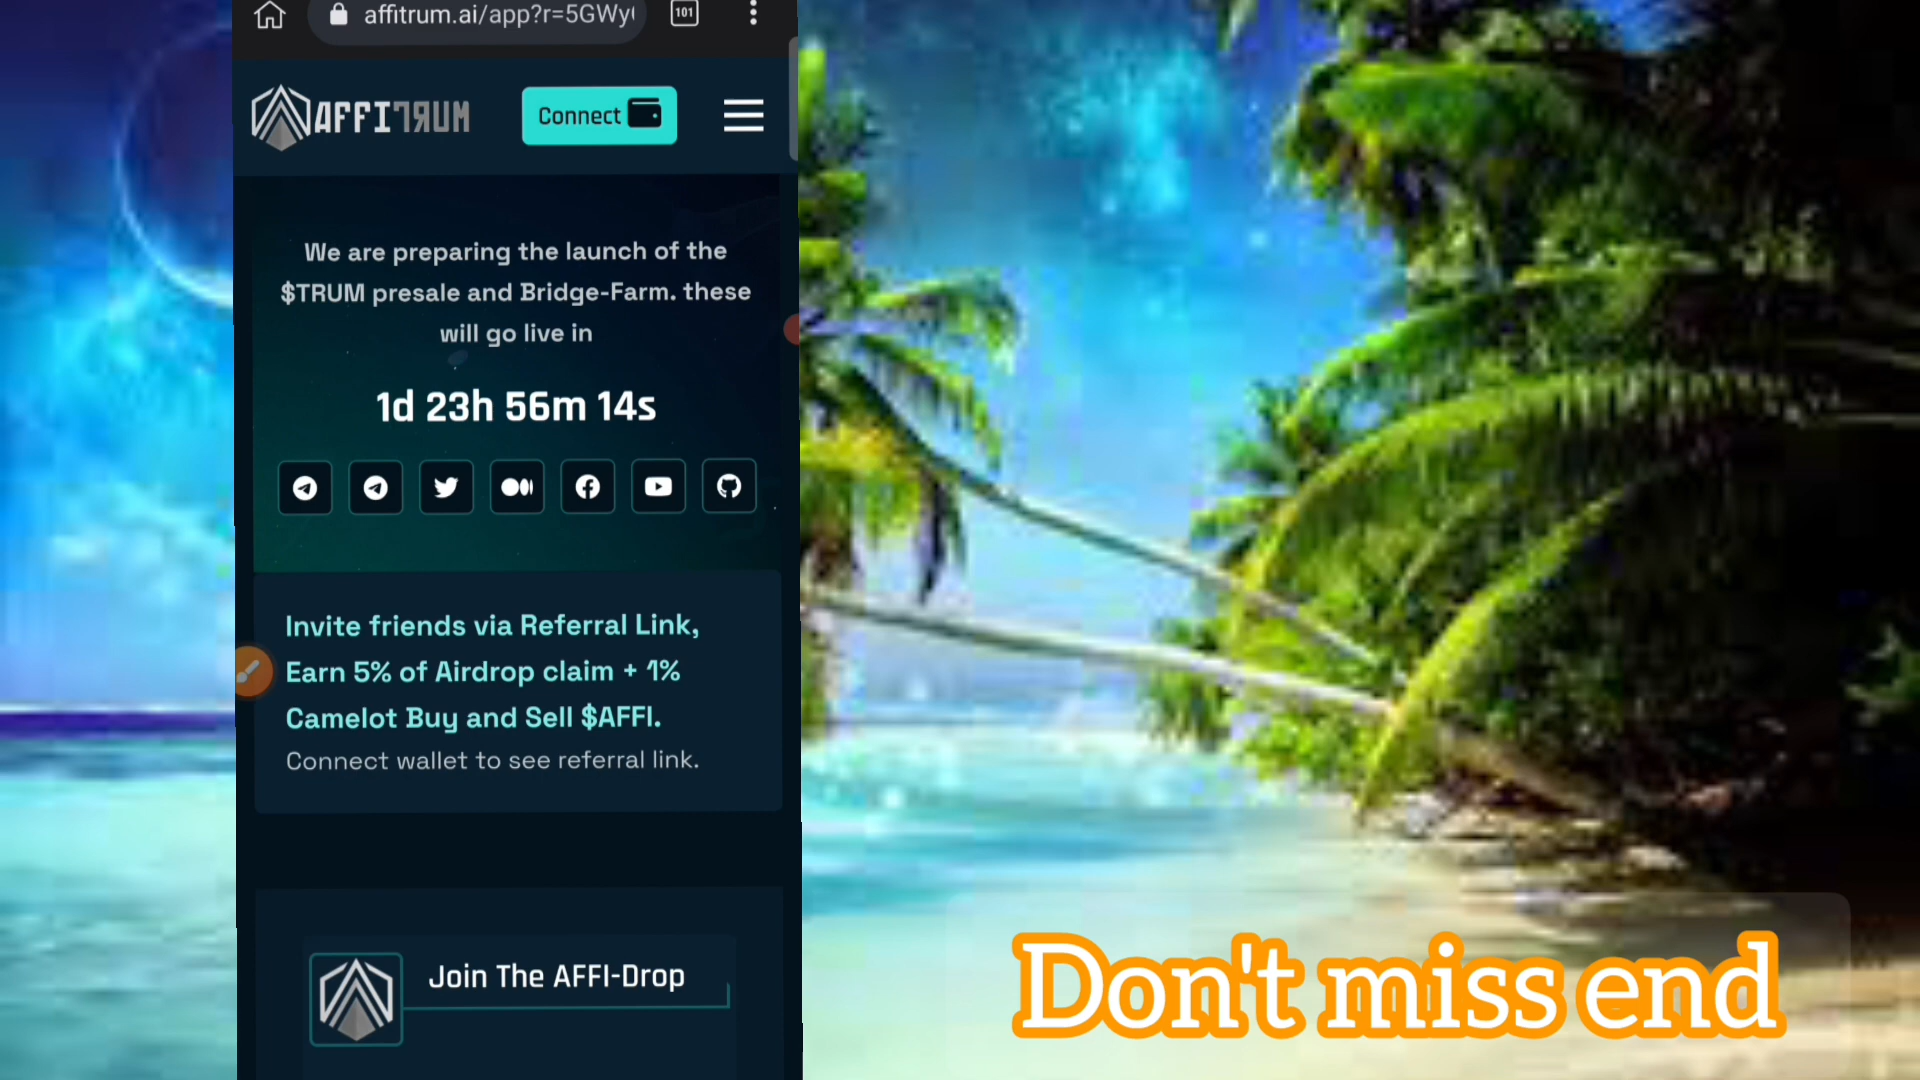 affitrum.ai/app?r=5GWy
101
AFFITRUM
Connect
We are preparing the launch of the
$TRUM presale and Bridge-Farm. these
will go live in
1d 23h 56m 14s
Invite friends via Referral Link,
Earn 5% of Airdrop claim + 1%
Camelot Buy and Sell $AFFI.
Connect wallet to see referral link.
Join The AFFI-Drop
Don't miss end